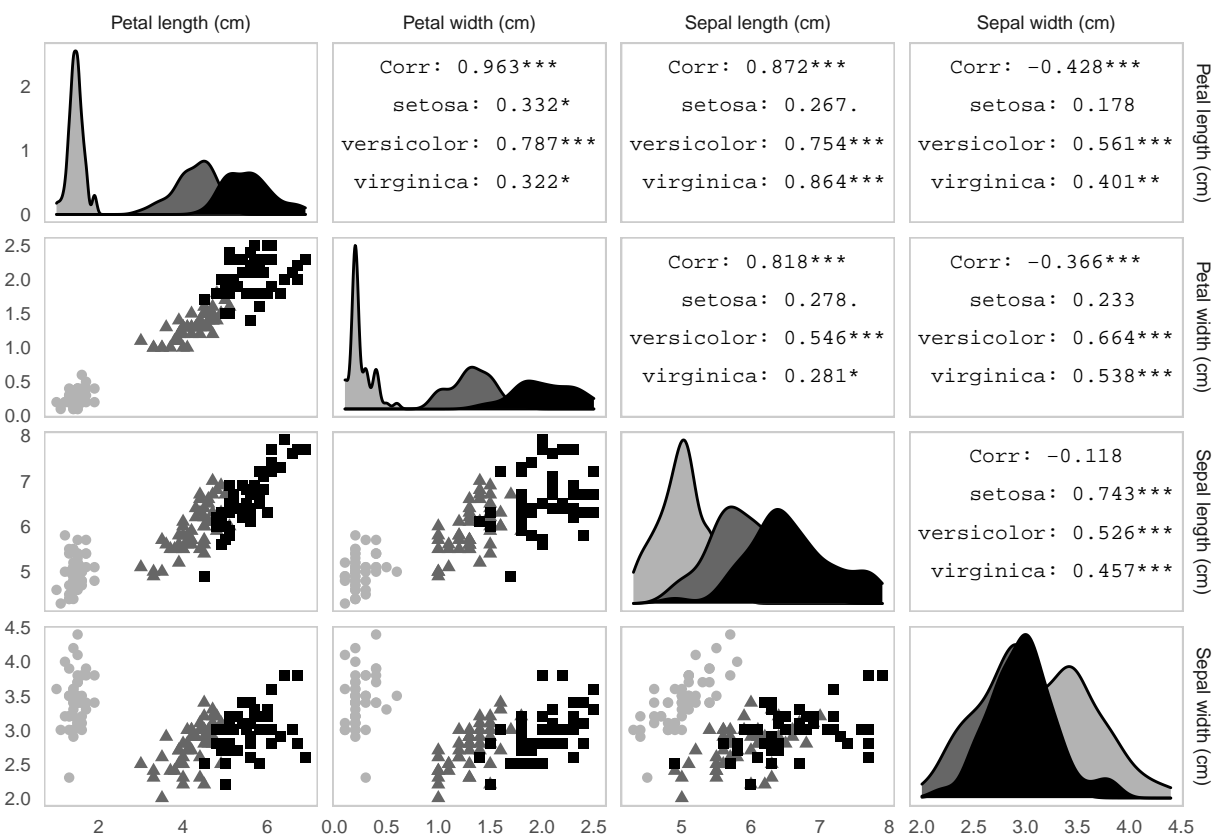 Petal length (cm) Petal width (cm) Sepal length (cm) Sepal width (cm)
2
1
0
Corr: 0.963***
setosa: 0.332*
versicolor: 0.787***
virginica: 0.322*
Corr: 0.872***
setosa: 0.267.
versicolor: 0.754***
virginica: 0.864***
Corr: −0.428***
setosa: 0.178
versicolor: 0.561***
virginica: 0.401**
Petal length (cm)
2.5
2.0
1.5
1.0
0.5
0.0
Corr: 0.818***
setosa: 0.278.
versicolor: 0.546***
virginica: 0.281*
Corr: −0.366***
setosa: 0.233
versicolor: 0.664***
virginica: 0.538***
Petal width (cm)
8
7
6
5
Corr: −0.118
setosa: 0.743***
versicolor: 0.526***
virginica: 0.457***
Sepal length (cm)
4.5
4.0
3.5
3.0
2.5
2.0
Sepal width (cm)
2 4 6 0.0 0.5 1.0 1.5 2.0 2.5 5 6 7 8 2.0 2.5 3.0 3.5 4.0 4.5